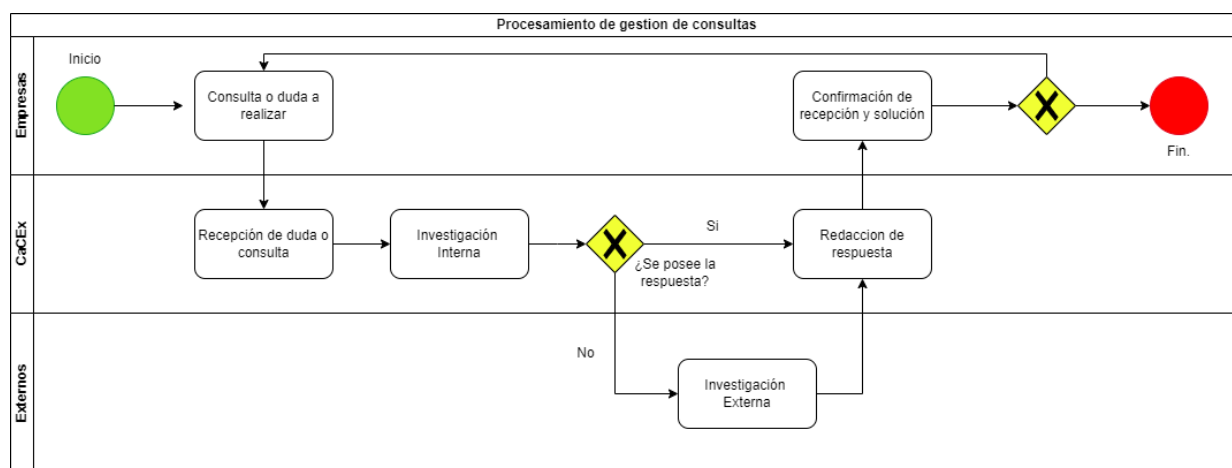 Procesamiento de gestion de consultas
Empresas
Inicio
Consulta o duda a
realizar
Confirmación de
recepción y solución
Fin.
CaCEx
Recepción de duda o
consulta
Investigación
Interna
¿Se posee la
respuesta?
Si
Redaccion de
respuesta
Externos
No
Investigación
Externa